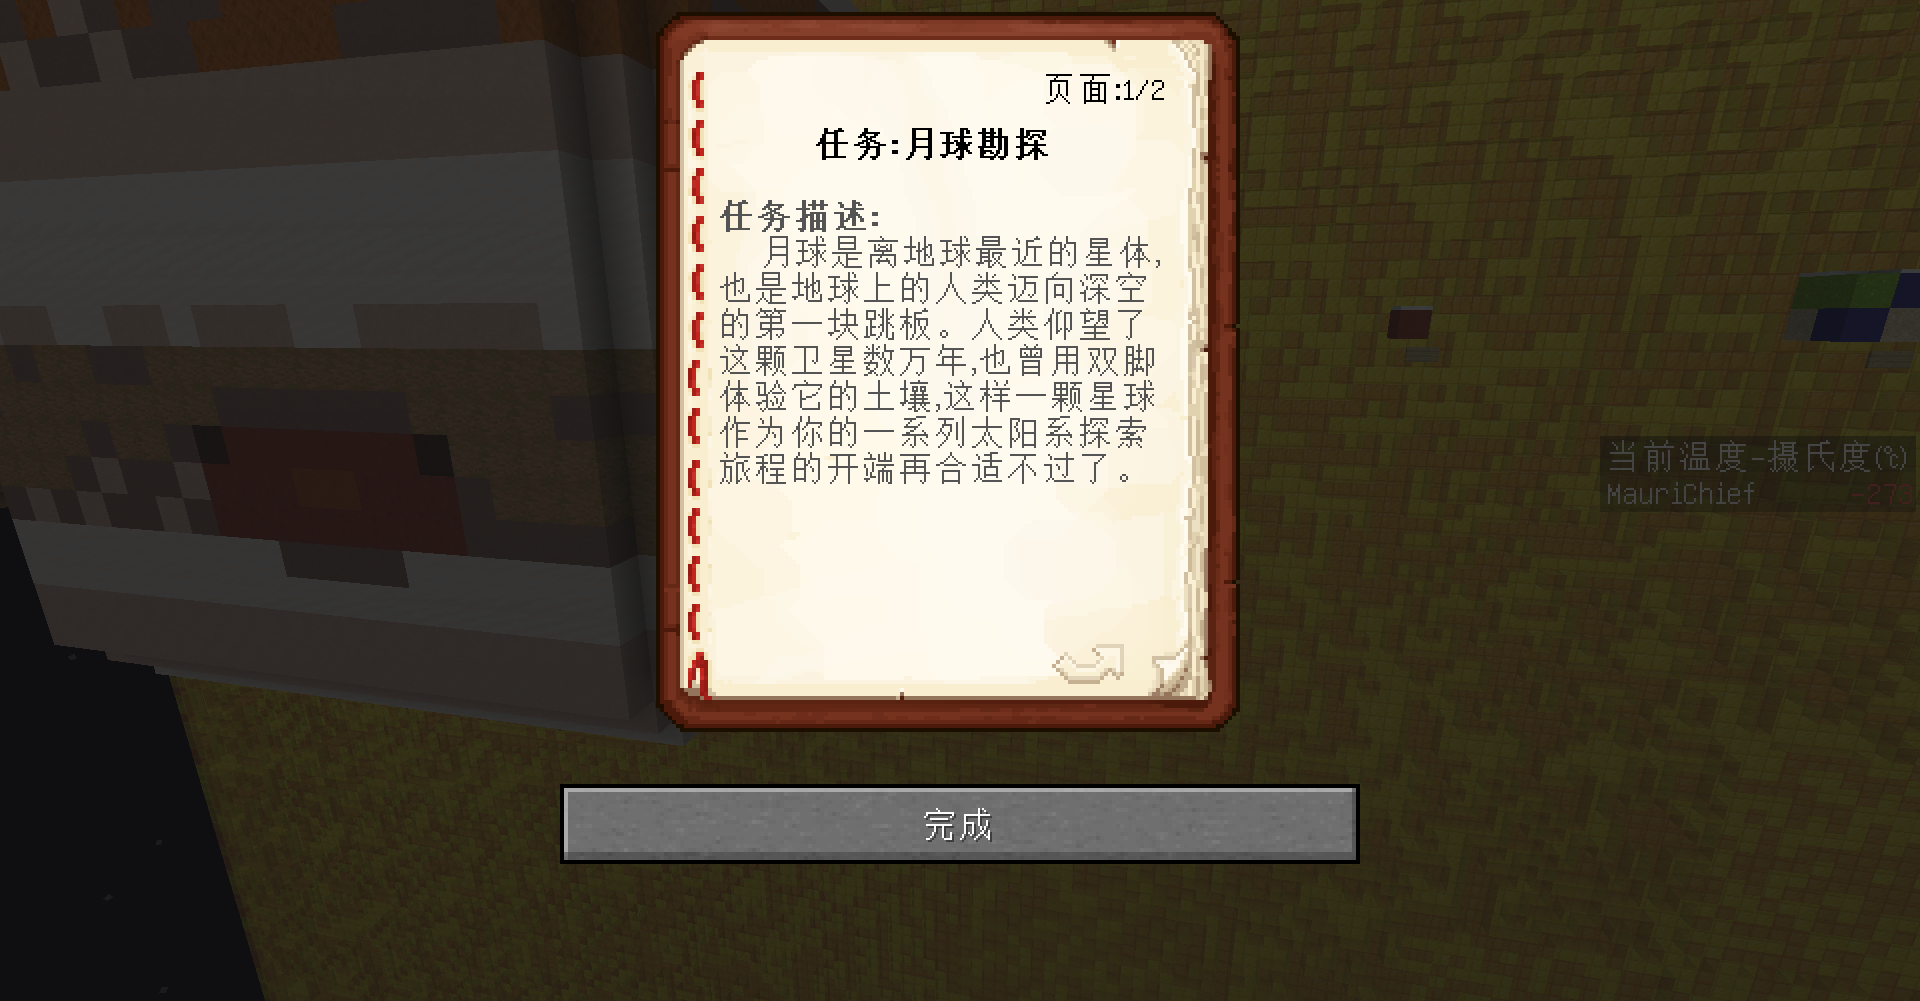 页面:1/2
任务:月球勘探
任务描述:
月球是离地球最近的星体,
也是地球上的人类迈向深空
的第一块跳板。人类仰望了
这颗卫星数万年,也曾用双脚
体验它的土壤,这样一颗星球
作为你的一系列太阳系探索
旅程的开端再合适不过了。
完成
当前温度-摄氏度(℃)
MauriChief